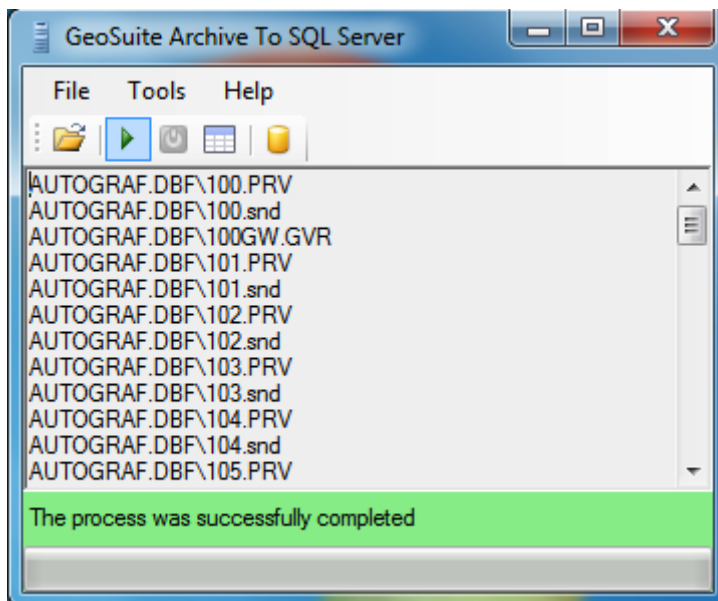 GeoSuite Archive To SQL Server
File Tools Help
AUTOGRAF.DBF\100.PRV
AUTOGRAF.DBF\100.snd
AUTOGRAF.DBF\100GW.GVR
AUTOGRAF.DBF\101.PRV
AUTOGRAF.DBF\101.snd
AUTOGRAF.DBF\102.PRV
AUTOGRAF.DBF\102.snd
AUTOGRAF.DBF\103.PRV
AUTOGRAF.DBF\103.snd
AUTOGRAF.DBF\104.PRV
AUTOGRAF.DBF\104.snd
AUTOGRAF.DBF\105.PRV
The process was successfully completed